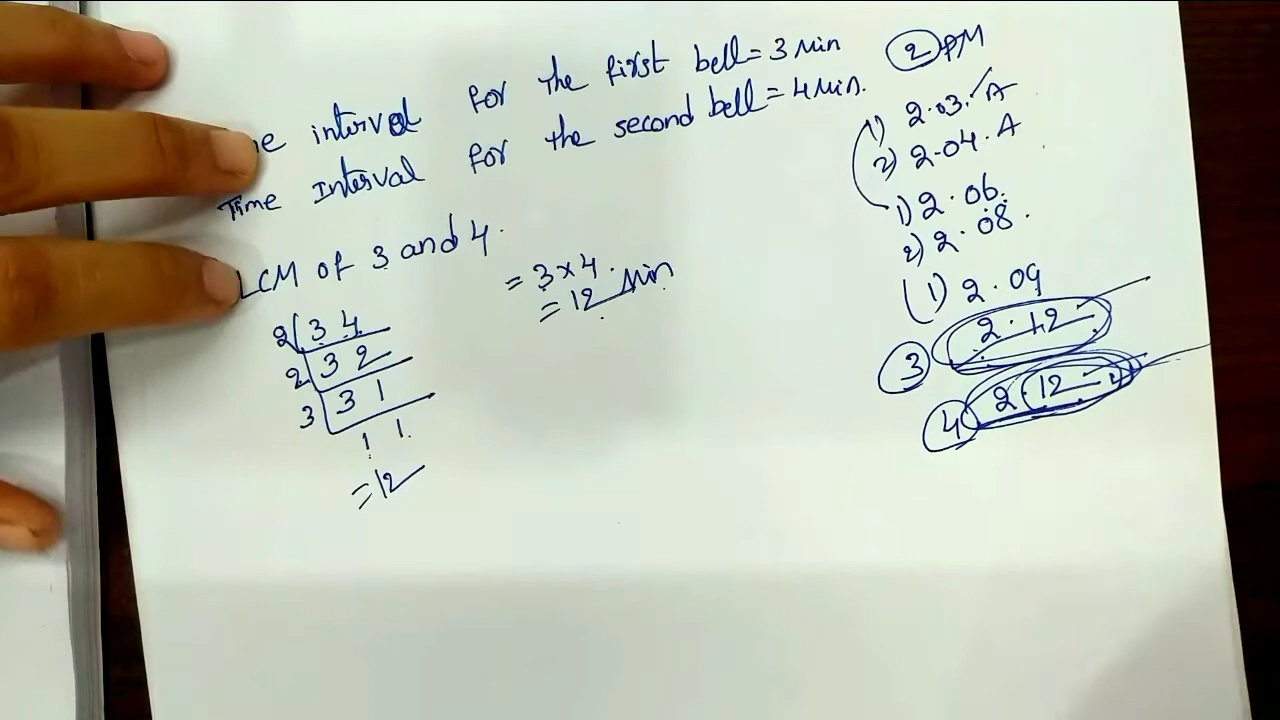 interval for the first bell = 3 Min
Time Interval for the second bell = 4 Min.
LCM of 3 and 4.
2 3 4
2 3 2
3 3 1
1 1
= 12
= 3 × 4.
= 12 Min
2 PM
1) 2.03. A
2) 2.04. A
1) 2.06.
2) 2.08.
(1) 2.09
3 2.12
4 2.12